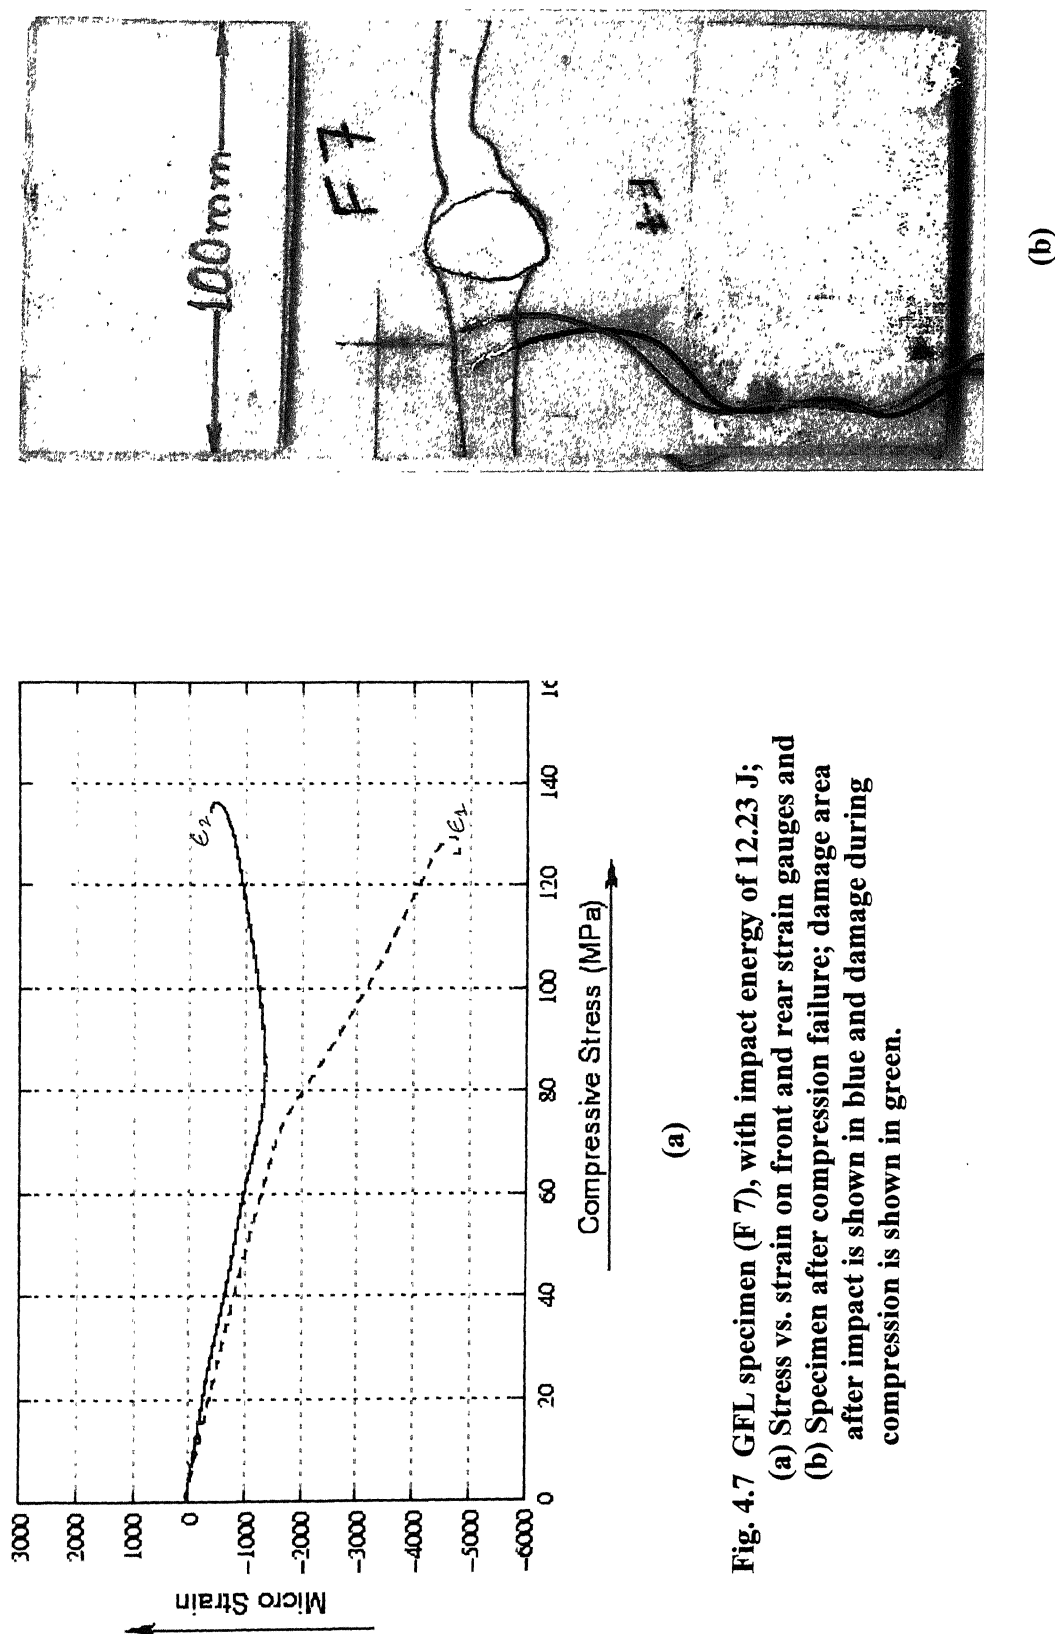 3000
2000
1000
0
-1000
-2000
-3000
-4000
-5000
-6000
Micro Strain
0
20
40
60
80
100
120
140
16
Compressive Stress (MPa)
ϵ2
ϵ1
(a)
100mm
F7
F-7
(b)
Fig. 4.7 GFL specimen (F 7), with impact energy of 12.23 J;
(a) Stress vs. strain on front and rear strain gauges and
(b) Specimen after compression failure; damage area
after impact is shown in blue and damage during
compression is shown in green.